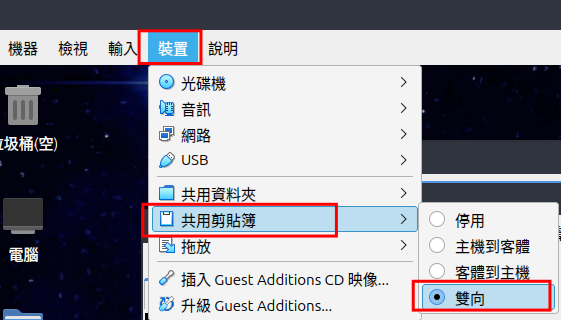 機器 檢視 輸入 裝置 說明
光碟機
音訊
網路
USB
共用資料夾
共用剪貼簿
拖放
插入 Guest Additions CD 映像...
升級 Guest Additions...
停用
主機到客體
客體到主機
雙向
圾桶(空)
電腦